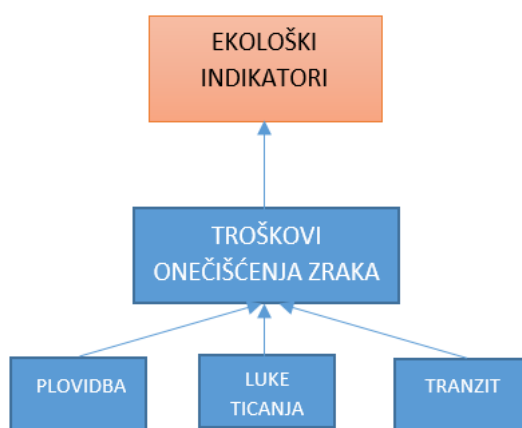 EKOLOŠKI
INDIKATORI
TROŠKOVI
ONEČIŠĆENJA ZRAKA
PLOVIDBA
LUKE
TICANJA
TRANZIT